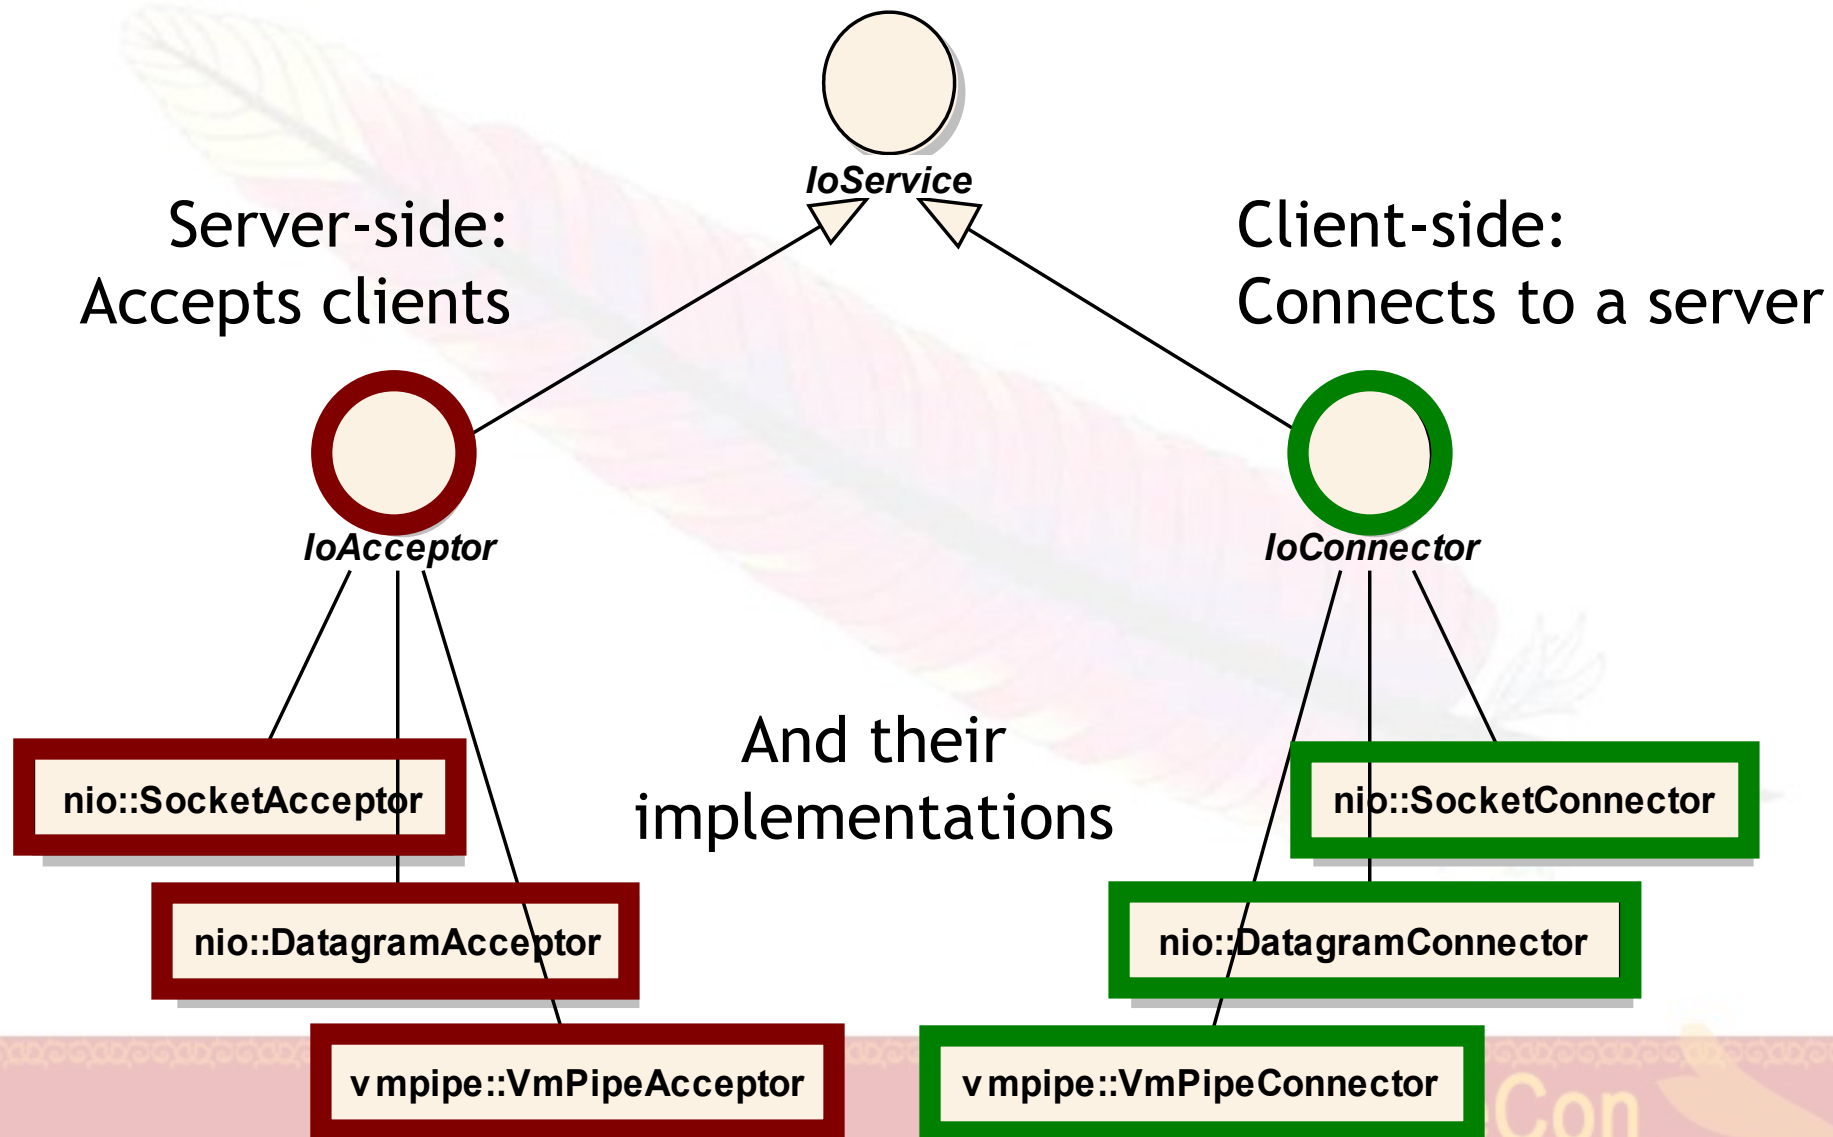 IoService
Server-side:
Accepts clients
Client-side:
Connects to a server
IoAcceptor
IoConnector
And their
implementations
nio::SocketAcceptor
nio::SocketConnector
nio::DatagramAcceptor
nio::DatagramConnector
vmpipe::VmPipeAcceptor
vmpipe::VmPipeConnector